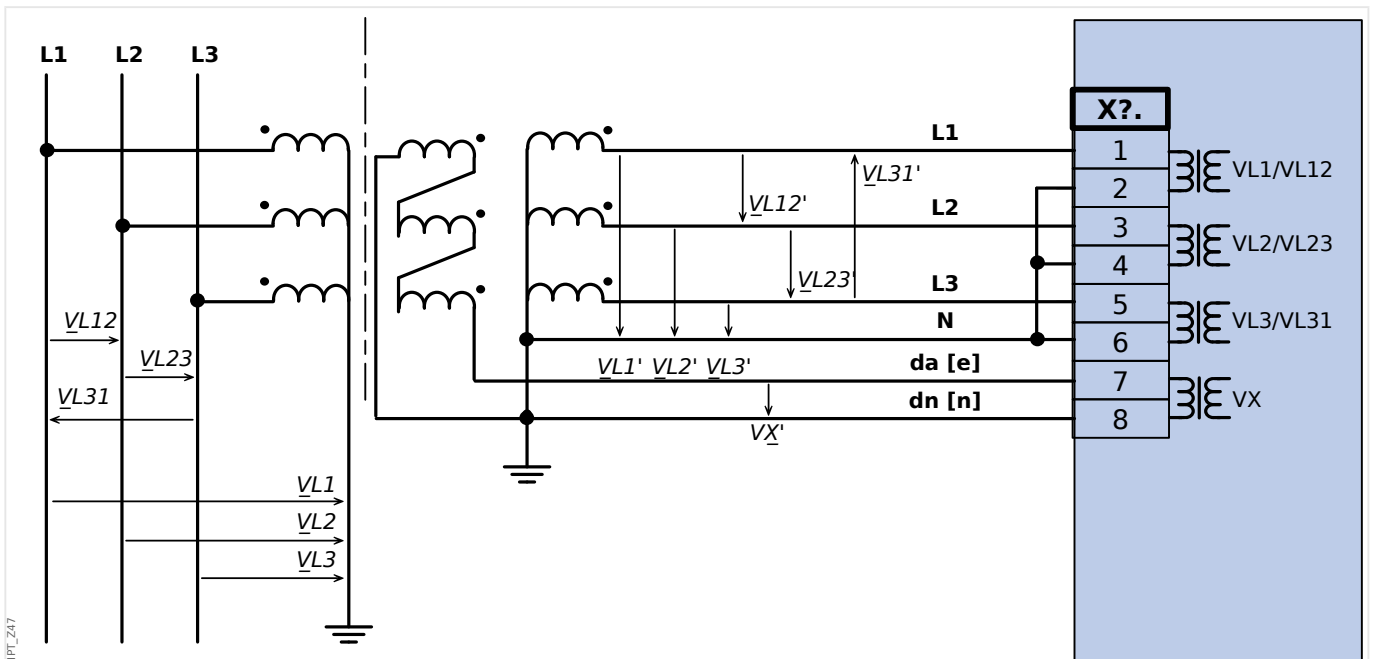 L1 L2 L3
X?.
L1
1
VL31'
VL1/VL12
2
VL12'
L2
3
VL2/VL23
4
VL23'
L3
5
VL12
N
VL3/VL31
6
VL23
VL1' VL2' VL3'
da [e]
7
VL31
dn [n]
VX
8
VX'
VL1
VL2
VL3
IPT_Z47